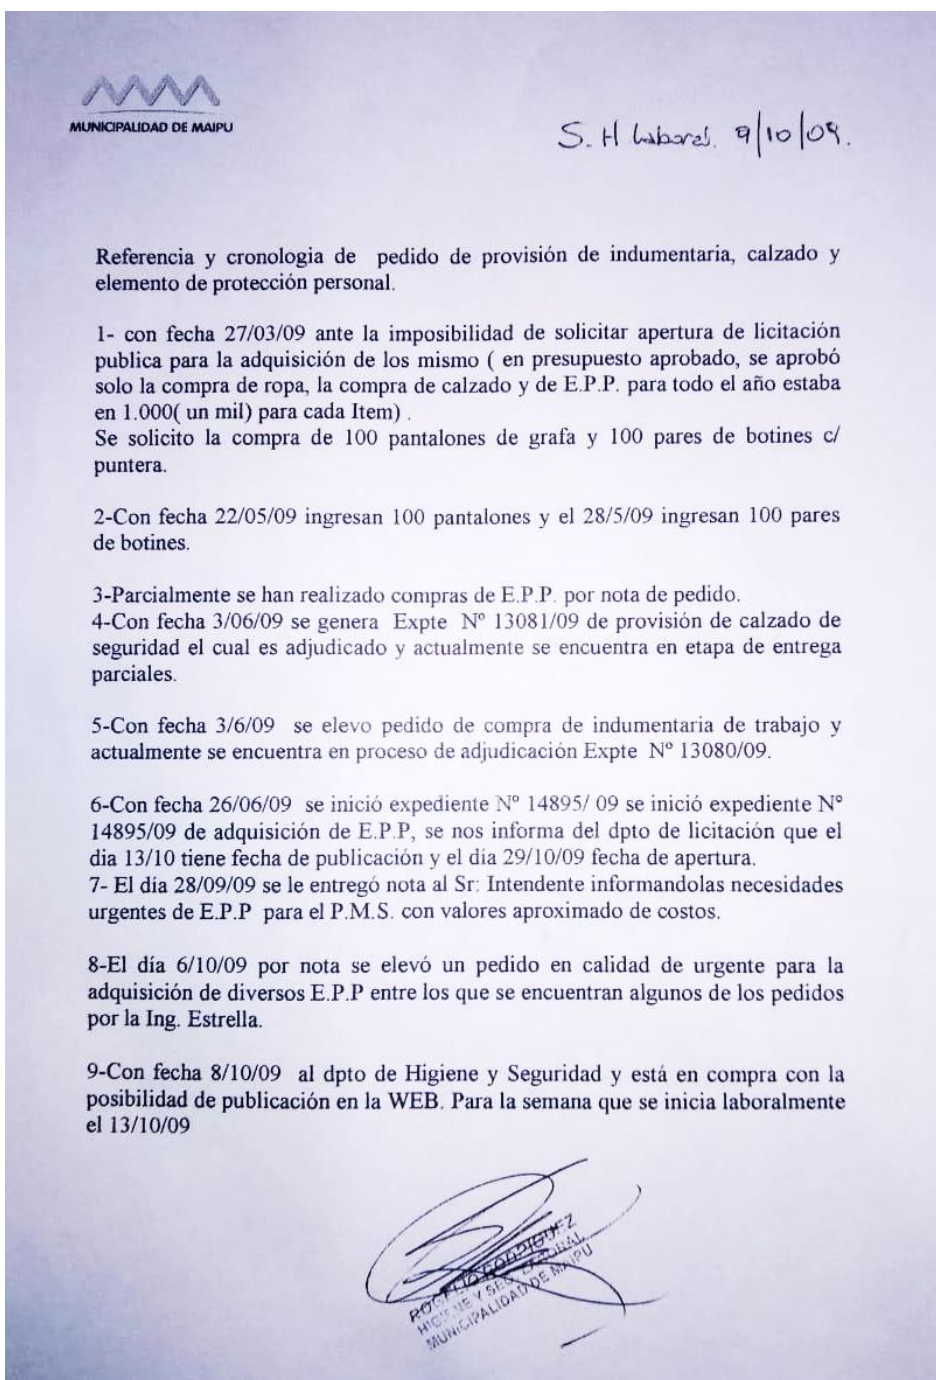 MUNICIPALIDAD DE MAIPU
S. H Laboral. 9/10/09.
Referencia y cronologia de pedido de provisión de indumentaria, calzado y
elemento de protección personal.
1- con fecha 27/03/09 ante la imposibilidad de solicitar apertura de licitación
publica para la adquisición de los mismo ( en presupuesto aprobado, se aprobó
solo la compra de ropa, la compra de calzado y de E.P.P. para todo el año estaba
en 1.000( un mil) para cada Item) .
Se solicito la compra de 100 pantalones de grafa y 100 pares de botines c/
puntera.
2-Con fecha 22/05/09 ingresan 100 pantalones y el 28/5/09 ingresan 100 pares
de botines.
3-Parcialmente se han realizado compras de E.P.P. por nota de pedido.
4-Con fecha 3/06/09 se genera Expte Nº 13081/09 de provisión de calzado de
seguridad el cual es adjudicado y actualmente se encuentra en etapa de entrega
parciales.
5-Con fecha 3/6/09 se elevo pedido de compra de indumentaria de trabajo y
actualmente se encuentra en proceso de adjudicación Expte Nº 13080/09.
6-Con fecha 26/06/09 se inició expediente Nº 14895/ 09 se inició expediente Nº
14895/09 de adquisición de E.P.P, se nos informa del dpto de licitación que el
dia 13/10 tiene fecha de publicación y el día 29/10/09 fecha de apertura.
7- El día 28/09/09 se le entregó nota al Sr: Intendente informandolas necesidades
urgentes de E.P.P para el P.M.S. con valores aproximado de costos.
8-El día 6/10/09 por nota se elevó un pedido en calidad de urgente para la
adquisición de diversos E.P.P entre los que se encuentran algunos de los pedidos
por la Ing. Estrella.
9-Con fecha 8/10/09 al dpto de Higiene y Seguridad y está en compra con la
posibilidad de publicación en la WEB. Para la semana que se inicia laboralmente
el 13/10/09
ROGELIO RODRIGUEZ
HIGIENE Y SEG. LABORAL
MUNICIPALIDAD DE MAIPU